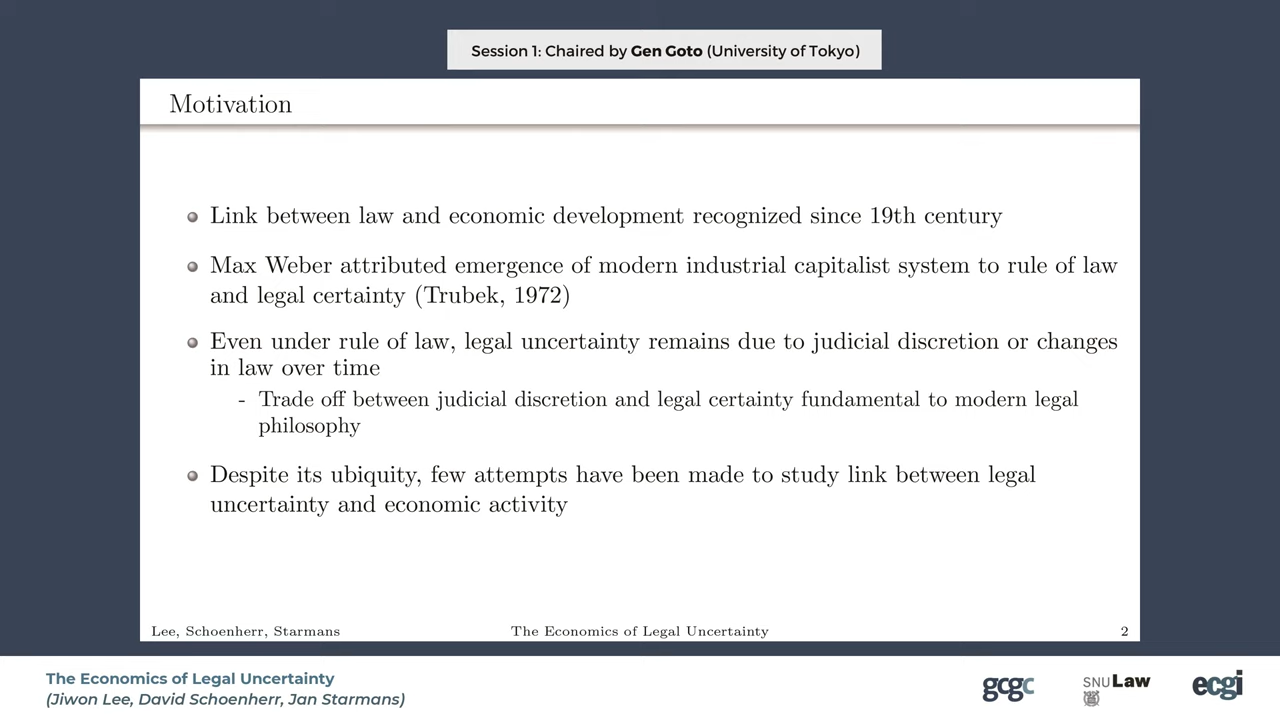 Session 1: Chaired by Gen Goto (University of Tokyo)
Motivation
Link between law and economic development recognized since 19th century
Max Weber attributed emergence of modern industrial capitalist system to rule of law
and legal certainty (Trubek, 1972)
Even under rule of law, legal uncertainty remains due to judicial discretion or changes
in law over time
- Trade off between judicial discretion and legal certainty fundamental to modern legal
philosophy
Despite its ubiquity, few attempts have been made to study link between legal
uncertainty and economic activity
Lee, Schoenherr, Starmans The Economics of Legal Uncertainty 2
The Economics of Legal Uncertainty
(Jiwon Lee, David Schoenherr, Jan Starmans)
gcgc SNU Law ecgi